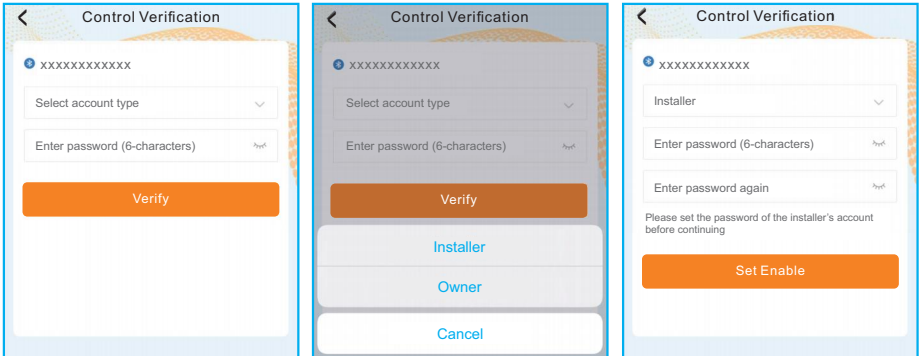 Control Verification
xxxxxxxxxxxx
Select account type
Enter password (6-characters)
Verify
Control Verification
xxxxxxxxxxxx
Select account type
Enter password (6-characters)
Verify
Installer
Owner
Cancel
Control Verification
xxxxxxxxxxxx
Installer
Enter password (6-characters)
Enter password again
Please set the password of the installer's account
before continuing
Set Enable